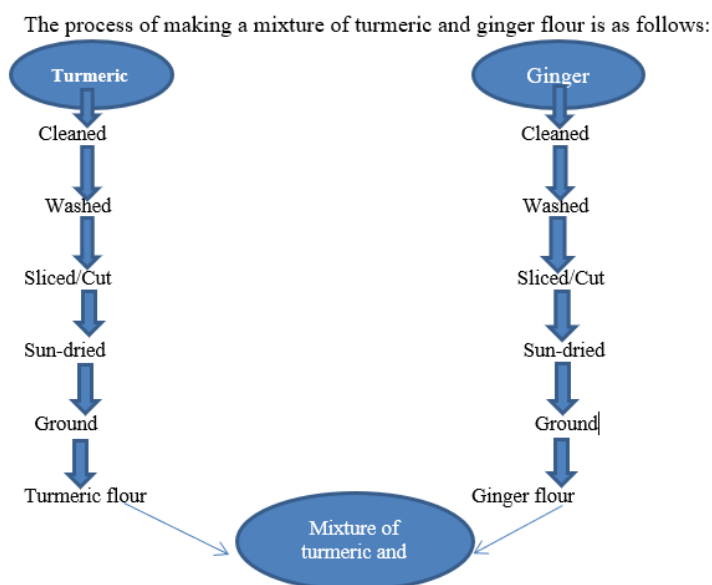 The process of making a mixture of turmeric and ginger flour is as follows:
Turmeric
Cleaned
Washed
Sliced/Cut
Sun-dried
Ground
Turmeric flour
Ginger
Cleaned
Washed
Sliced/Cut
Sun-dried
Ground
Ginger flour
Mixture of
turmeric and